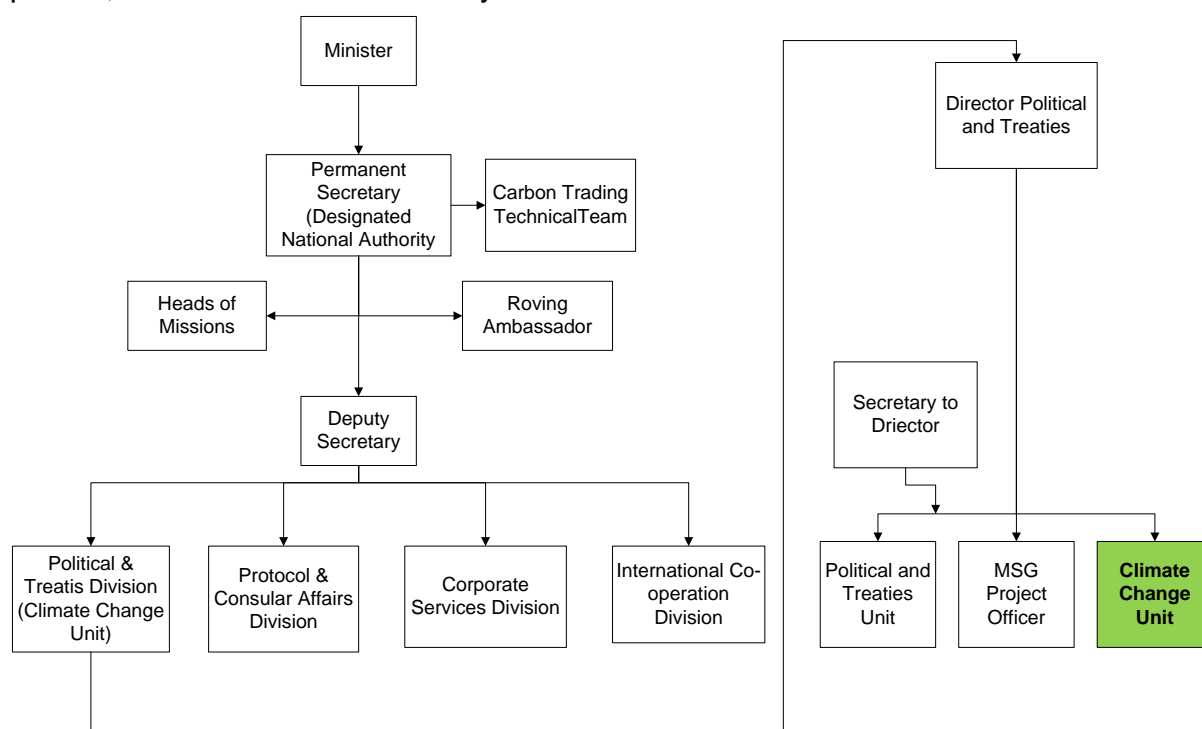 Minister
Permanent
Secretary
(Designated
National Authority
Carbon Trading
TechnicalTeam
Heads of
Missions
Roving
Ambassador
Deputy
Secretary
Political &
Treatis Division
(Climate Change
Unit)
Protocol &
Consular Affairs
Division
Corporate
Services Division
International Co-
operation
Division
Director Political
and Treaties
Secretary to
Driector
Political and
Treaties
Unit
MSG
Project
Officer
Climate
Change
Unit